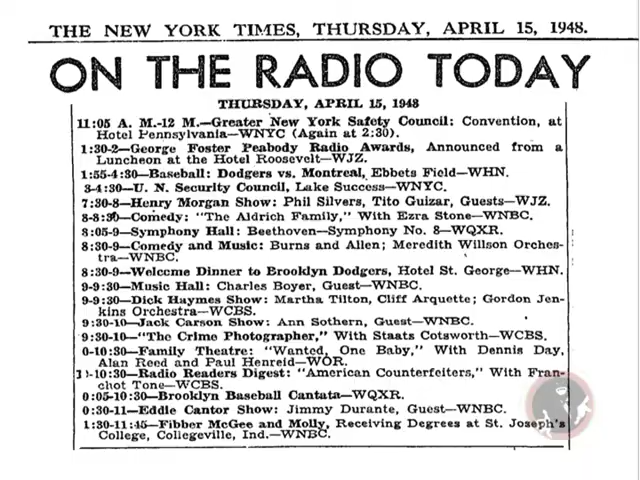 THE NEW YORK TIMES, THURSDAY, APRIL 15, 1948.
ON THE RADIO TODAY
THURSDAY, APRIL 15, 1948
11:05 A. M.-12 M.—Greater New York Safety Council: Convention, at
Hotel Pennsylvania—WNYC (Again at 2:30).
1:30-2—George Foster Peabody Radio Awards, Announced from a
Luncheon at the Hotel Roosevelt—WJZ.
1:55-4:30—Baseball: Dodgers vs. Montreal, Ebbets Field—WHN.
3-4:30—U. N. Security Council, Lake Success—WNYC.
7:30-8—Henry Morgan Show: Phil Silvers, Tito Guizar, Guests—WJZ.
8-8:30—Comedy: "The Aldrich Family," With Ezra Stone—WNBC.
8:05-9—Symphony Hall: Beethoven—Symphony No. 8—WQXR.
8:30-9—Comedy and Music: Burns and Allen; Meredith Willson Orches-
tra—WNBC.
8:30-9—Welcome Dinner to Brooklyn Dodgers, Hotel St. George—WHN.
9-9:30—Music Hall: Charles Boyer, Guest—WNBC.
9-9:30—Dick Haymes Show: Martha Tilton, Cliff Arquette; Gordon Jen-
kins Orchestra—WCBS.
9:30-10—Jack Carson Show: Ann Sothern, Guest—WNBC.
9:30-10—"The Crime Photographer," With Staats Cotsworth—WCBS.
0-10:30—Family Theatre: "Wanted, One Baby," With Dennis Day,
Alan Reed and Paul Henreid—WOR.
)-10:30—Radio Readers Digest: "American Counterfeiters," With Fran-
chot Tone—WCBS.
0:05-10:30—Brooklyn Baseball Cantata—WQXR.
0:30-11—Eddie Cantor Show: Jimmy Durante, Guest—WNBC.
1:30-11:45—Fibber McGee and Molly, Receiving Degrees at St. Joseph's
College, Collegeville, Ind.—WNBC.